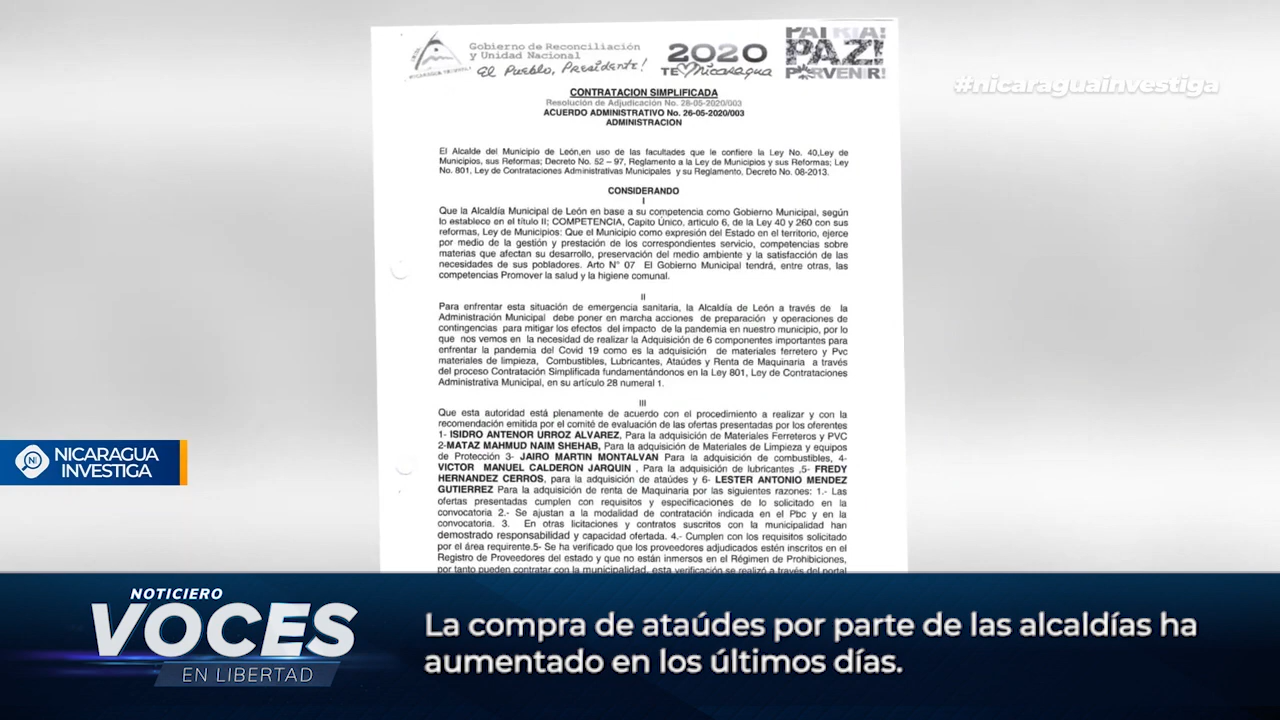 Gobierno de Reconciliación
y Unidad Nacional
El Pueblo, Presidente!
2020
TE Nicaragua
PATRIA!
PAZ!
PORVENIR!
#nicaraguainvestiga
CONTRATACION SIMPLIFICADA
Resolución de Adjudicación No. 28-05-2020/003
ACUERDO ADMINISTRATIVO No. 26-05-2020/003
ADMINISTRACION
El Alcalde del Municipio de León,en uso de las facultades que le confiere la Ley No. 40,Ley de
Municipios, sus Reformas; Decreto No. 52 – 97, Reglamento a la Ley de Municipios y sus Reformas; Ley
No. 801, Ley de Contrataciones Administrativas Municipales y su Reglamento, Decreto No. 08-2013.
CONSIDERANDO
I
Que la Alcaldía Municipal de León en base a su competencia como Gobierno Municipal, según
lo establece en el título II; COMPETENCIA, Capito Único, articulo 6, de la Ley 40 y 260 con sus
reformas, Ley de Municipios: Que el Municipio como expresión del Estado en el territorio, ejerce
por medio de la gestión y prestación de los correspondientes servicio, competencias sobre
materias que afectan su desarrollo, preservación del medio ambiente y la satisfacción de las
necesidades de sus pobladores. Arto N° 07 El Gobierno Municipal tendrá, entre otras, las
competencias Promover la salud y la higiene comunal.
II
Para enfrentar esta situación de emergencia sanitaria, la Alcaldía de León a través de la
Administración Municipal debe poner en marcha acciones de preparación y operaciones de
contingencias para mitigar los efectos del impacto de la pandemia en nuestro municipio, por lo
que nos vemos en la necesidad de realizar la Adquisición de 6 componentes importantes para
enfrentar la pandemia del Covid 19 como es la adquisición de materiales ferretero y Pvc
materiales de limpieza, Combustibles, Lubricantes, Ataúdes y Renta de Maquinaria a través
del proceso Contratación Simplificada fundamentándonos en la Ley 801, Ley de Contrataciones
Administrativa Municipal, en su artículo 28 numeral 1.
III
Que esta autoridad está plenamente de acuerdo con el procedimiento a realizar y con la
recomendación emitida por el comité de evaluación de las ofertas presentadas por los oferentes
1- ISIDRO ANTENOR URROZ ALVAREZ, Para la adquisición de Materiales Ferreteros y PVC
2-MATAZ MAHMUD NAIM SHEHAB, Para la adquisición de Materiales de Limpieza y equipos
de Protección 3- JAIRO MARTIN MONTALVAN Para la adquisición de combustibles, 4-
VICTOR MANUEL CALDERON JARQUIN , Para la adquisición de lubricantes ,5- FREDY
HERNANDEZ CERROS, para la adquisición de ataúdes y 6- LESTER ANTONIO MENDEZ
GUTIERREZ Para la adquisición de renta de Maquinaria por las siguientes razones: 1.- Las
ofertas presentadas cumplen con requisitos y especificaciones de lo solicitado en la
convocatoria 2.- Se ajustan a la modalidad de contratación indicada en el Pbc y en la
convocatoria. 3. En otras licitaciones y contratos suscritos con la municipalidad han
demostrado responsabilidad y capacidad ofertada. 4.- Cumplen con los requisitos solicitado
por el área requirente.5- Se ha verificado que los proveedores adjudicados estén inscritos en el
Registro de Proveedores del estado y que no están inmersos en el Régimen de Prohibiciones,
por tanto pueden contratar con la municipalidad, esta verificación se realizó a través del portal
NICARAGUA
INVESTIGA
NOTICIERO
VOCES
EN LIBERTAD
La compra de ataúdes por parte de las alcaldías ha
aumentado en los últimos días.